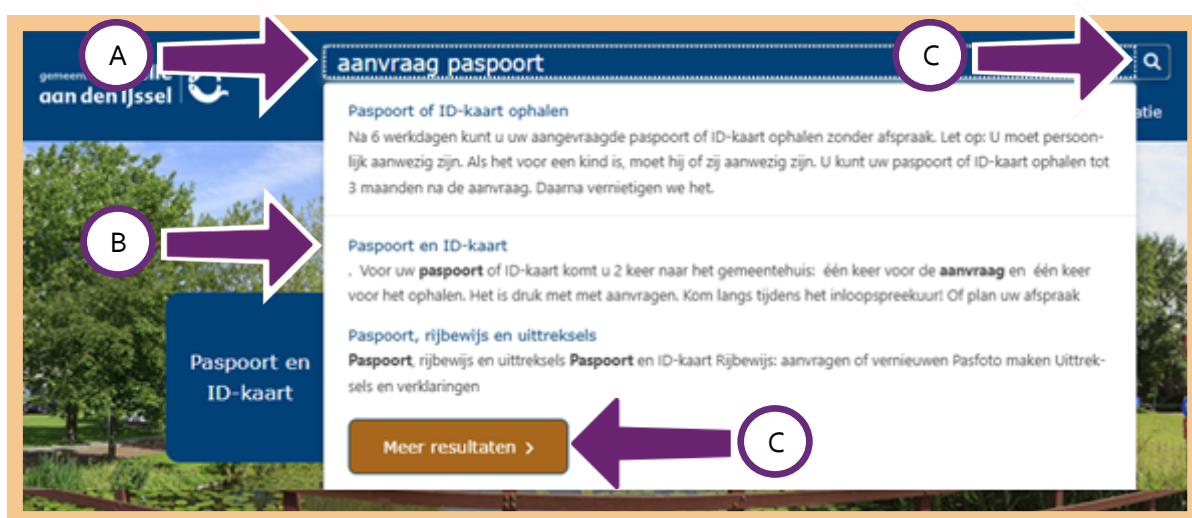 A
C
aanvraag paspoort
aan den IJssel
Paspoort of ID-kaart ophalen
Na 6 werkdagen kunt u uw aangevraagde paspoort of ID-kaart ophalen zonder afspraak. Let op: U moet persoon-
lijk aanwezig zijn. Als het voor een kind is, moet hij of zij aanwezig zijn. U kunt uw paspoort of ID-kaart ophalen tot
3 maanden na de aanvraag. Daarna vernietigen we het.
B
Paspoort en ID-kaart
. Voor uw paspoort of ID-kaart komt u 2 keer naar het gemeentehuis: één keer voor de aanvraag en één keer
voor het ophalen. Het is druk met met aanvragen. Kom langs tijdens het inloopspreekuur! Of plan uw afspraak
Paspoort, rijbewijs en uittreksels
Paspoort, rijbewijs en uittreksels Paspoort en ID-kaart Rijbewijs: aanvragen of vernieuwen Pasfoto maken Uittrek-
sels en verklaringen
Paspoort en
ID-kaart
Meer resultaten >
C